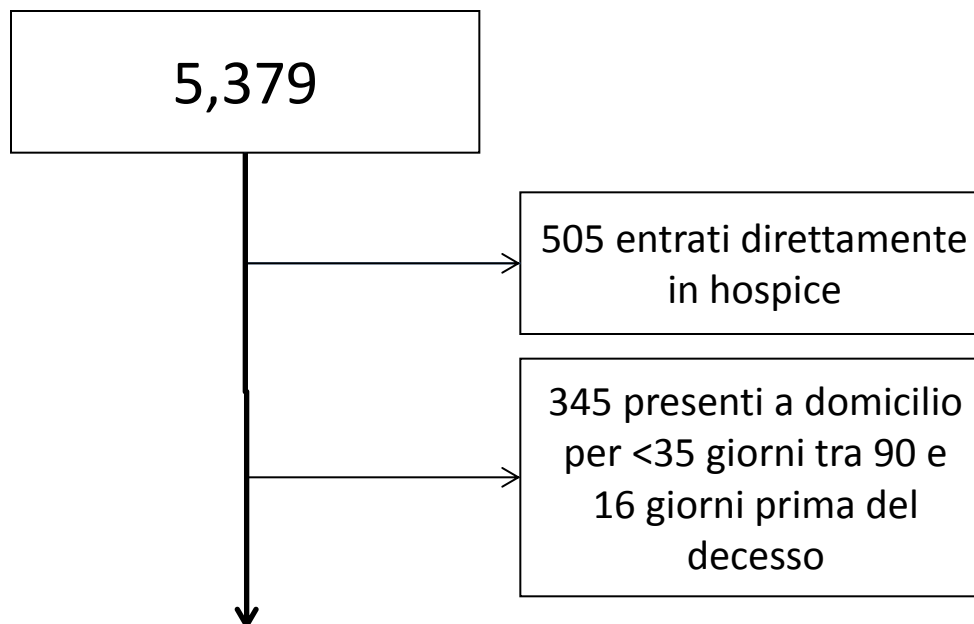 5,379
505 entrati direttamente
in hospice
345 presenti a domicilio
per <35 giorni tra 90 e
16 giorni prima del
decesso